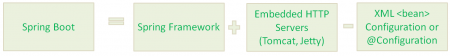 Spring Boot
=
Spring Framework
+
Embedded HTTP
Servers
(Tomcat, Jetty)
-
XML <bean>
Configuration or
@Configuration